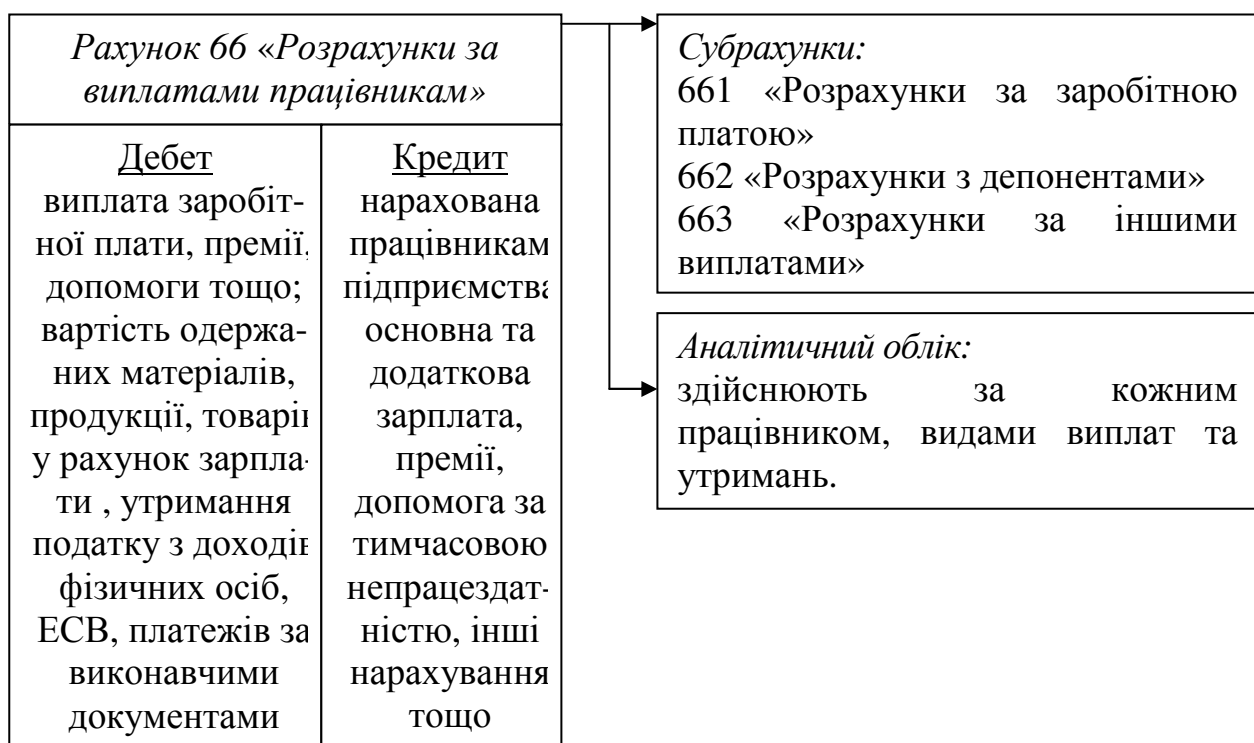 Рахунок 66 «Розрахунки за
виплатами працівникам»
Дебет
виплата заробіт-
ної плати, премії,
допомоги тощо;
вартість одержа-
них матеріалів,
продукції, товарів
у рахунок зарпла-
ти , утримання
податку з доходів
фізичних осіб,
ЕСВ, платежів за
виконавчими
документами
Кредит
нарахована
працівникам
підприємства
основна та
додаткова
зарплата,
премії,
допомога за
тимчасовою
непрацездат-
ністю, інші
нарахування
тощо
Субрахунки:
661 «Розрахунки за заробітною
платою»
662 «Розрахунки з депонентами»
663 «Розрахунки за іншими
виплатами»
Аналітичний облік:
здійснюють за кожним
працівником, видами виплат та
утримань.